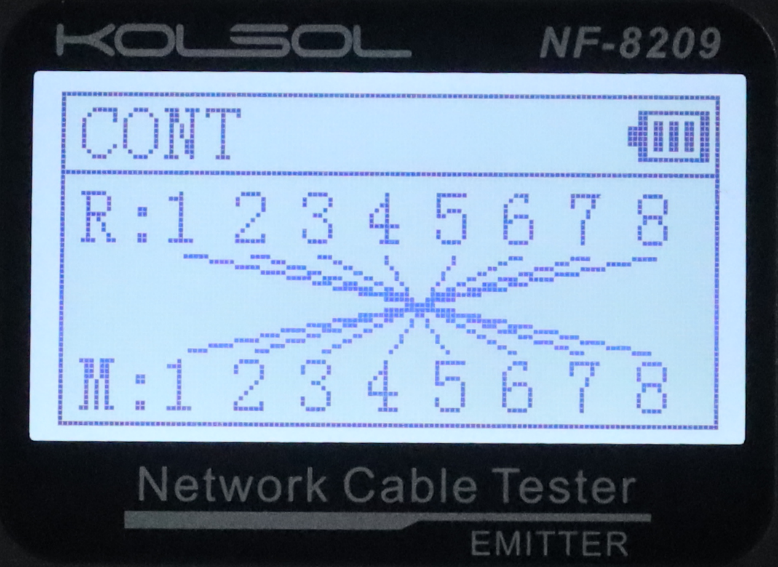 KOLSOL NF-8209
CONT
R:1 2 3 4 5 6 7 8
M:1 2 3 4 5 6 7 8
Network Cable Tester
EMITTER